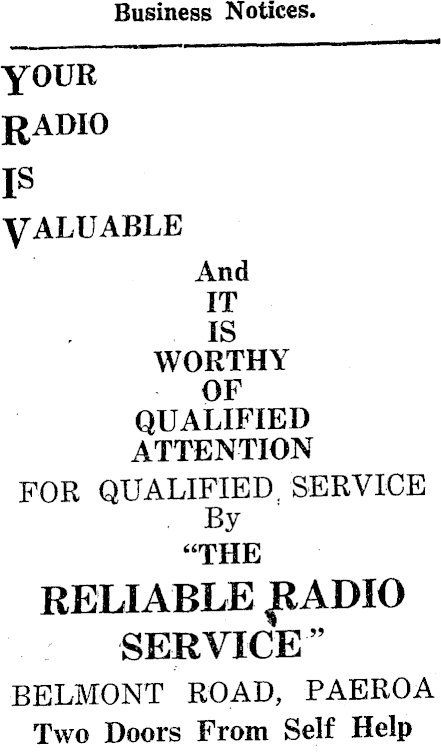 Business Notices.
YOUR
RADIO
IS
VALUABLE
And
IT
IS
WORTHY
OF
QUALIFIED
ATTENTION
FOR QUALIFIED SERVICE
By
“THE
RELIABLE RADIO
SERVICE”
BELMONT ROAD, PAEROA
Two Doors From Self Help